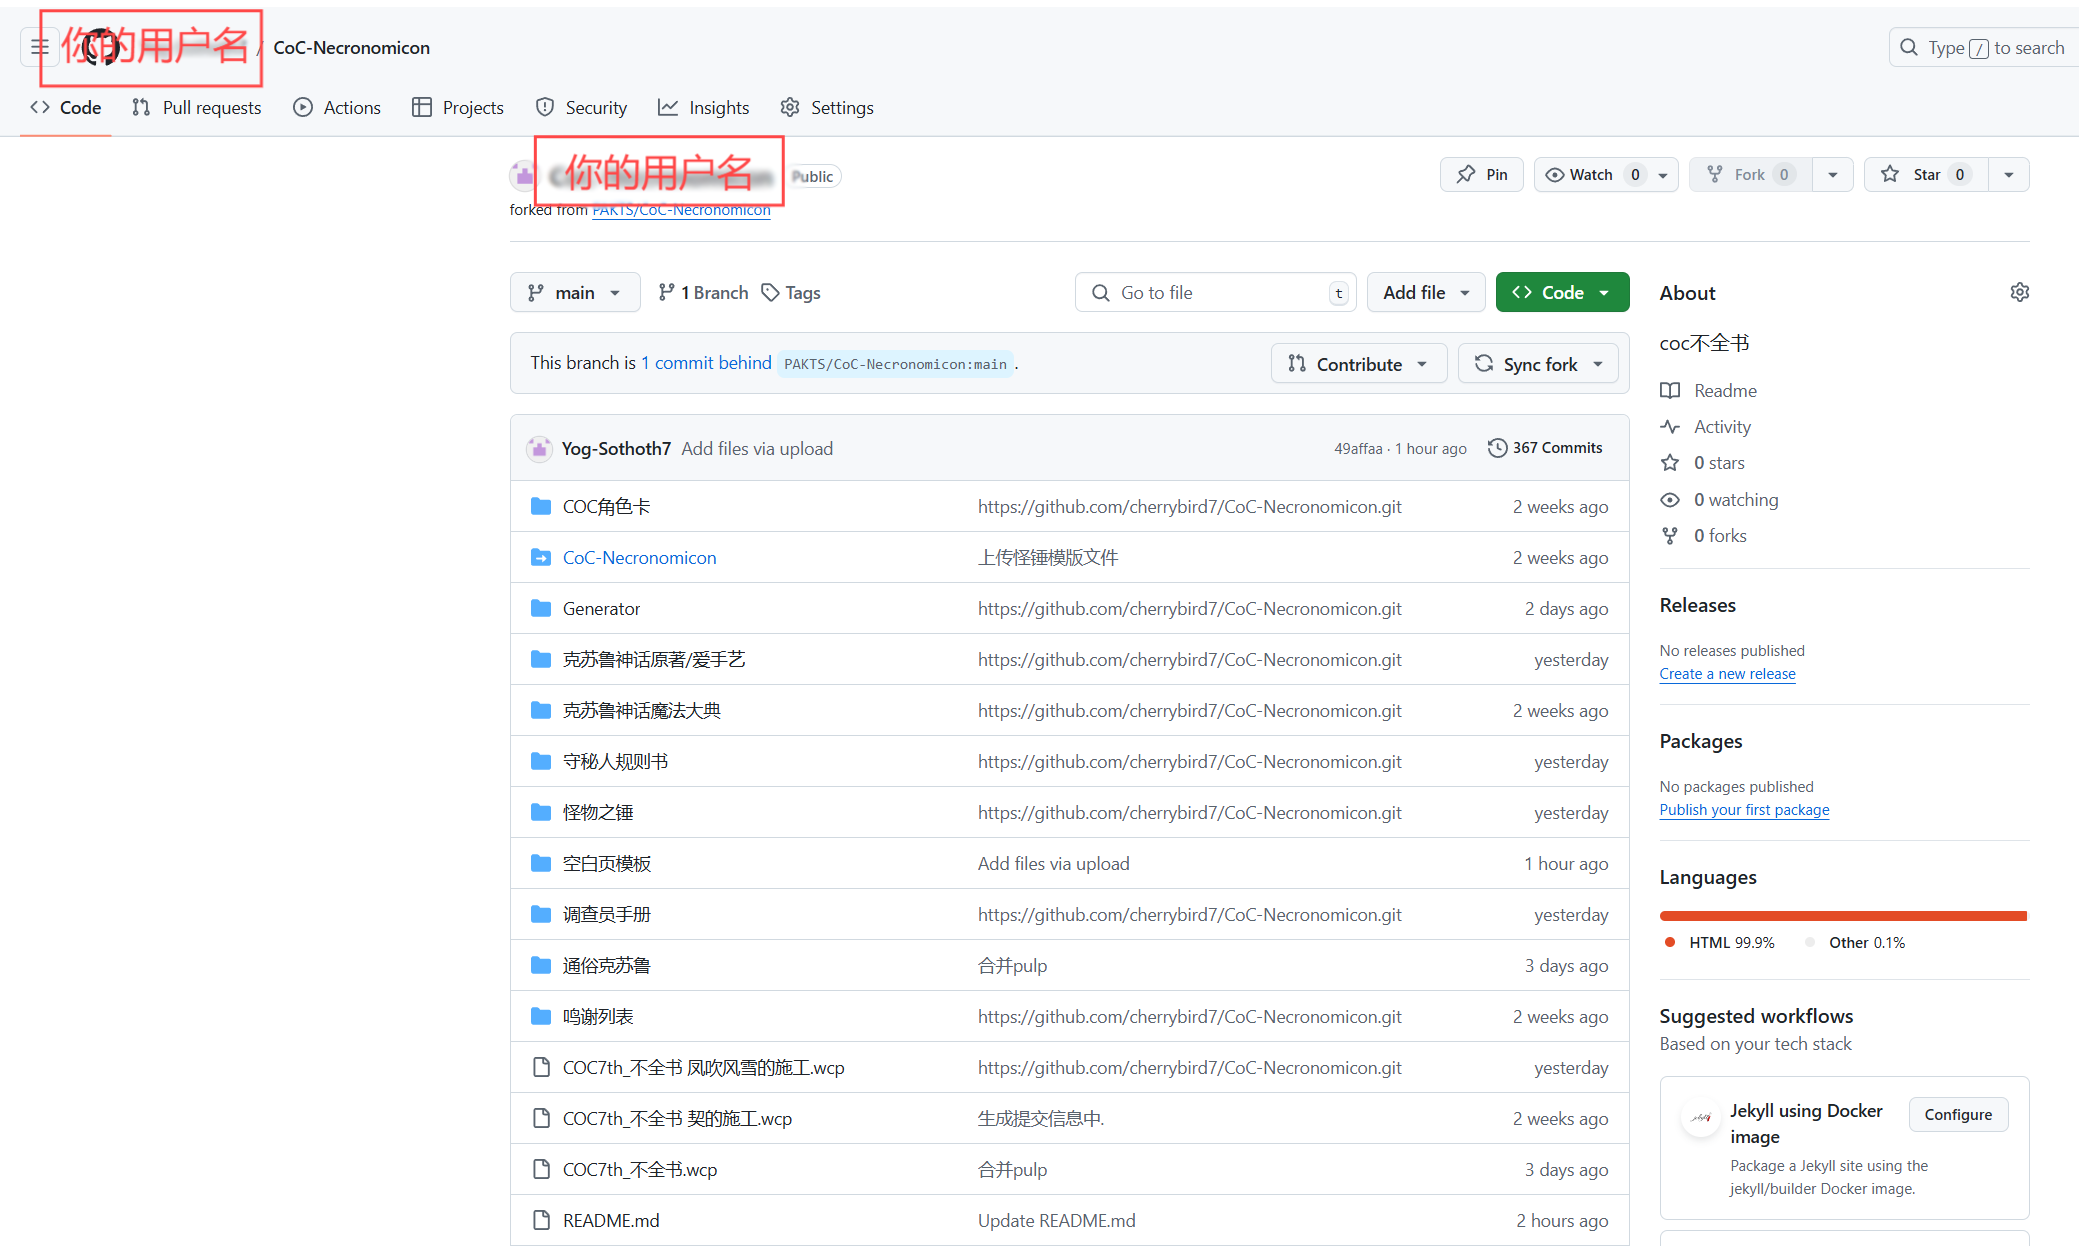 你的用户名 / CoC-Necronomicon
Type / to search
Code Pull requests Actions Projects Security Insights Settings
你的用户名 Public
forked from PAKTS/CoC-Necronomicon
Pin Watch 0 Fork 0 Star 0
main 1 Branch Tags Go to file t Add file Code
This branch is 1 commit behind PAKTS/CoC-Necronomicon:main . Contribute Sync fork
Yog-Sothoth7 Add files via upload 49affaa · 1 hour ago 367 Commits
COC角色卡 https://github.com/cherrybird7/CoC-Necronomicon.git 2 weeks ago
CoC-Necronomicon 上传怪锤模版文件 2 weeks ago
Generator https://github.com/cherrybird7/CoC-Necronomicon.git 2 days ago
克苏鲁神话原著/爱手艺 https://github.com/cherrybird7/CoC-Necronomicon.git yesterday
克苏鲁神话魔法大典 https://github.com/cherrybird7/CoC-Necronomicon.git 2 weeks ago
守秘人规则书 https://github.com/cherrybird7/CoC-Necronomicon.git yesterday
怪物之锤 https://github.com/cherrybird7/CoC-Necronomicon.git yesterday
空白页模板 Add files via upload 1 hour ago
调查员手册 https://github.com/cherrybird7/CoC-Necronomicon.git yesterday
通俗克苏鲁 合并pulp 3 days ago
鸣谢列表 https://github.com/cherrybird7/CoC-Necronomicon.git 2 weeks ago
COC7th_不全书 凤吹风雪的施工.wcp https://github.com/cherrybird7/CoC-Necronomicon.git yesterday
COC7th_不全书 契的施工.wcp 生成提交信息中. 2 weeks ago
COC7th_不全书.wcp 合并pulp 3 days ago
README.md Update README.md 2 hours ago
About
coc不全书
Readme
Activity
0 stars
0 watching
0 forks
Releases
No releases published
Create a new release
Packages
No packages published
Publish your first package
Languages
HTML 99.9% Other 0.1%
Suggested workflows
Based on your tech stack
Jekyll using Docker image Configure
Package a Jekyll site using the
jekyll/builder Docker image.